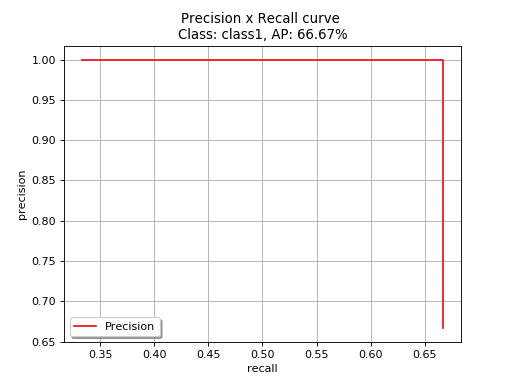 Precision x Recall curve
Class: class1, AP: 66.67%
1.00
0.95
0.90
0.85
0.80
0.75
0.70
0.65
precision
Precision
0.35 0.40 0.45 0.50 0.55 0.60 0.65
recall